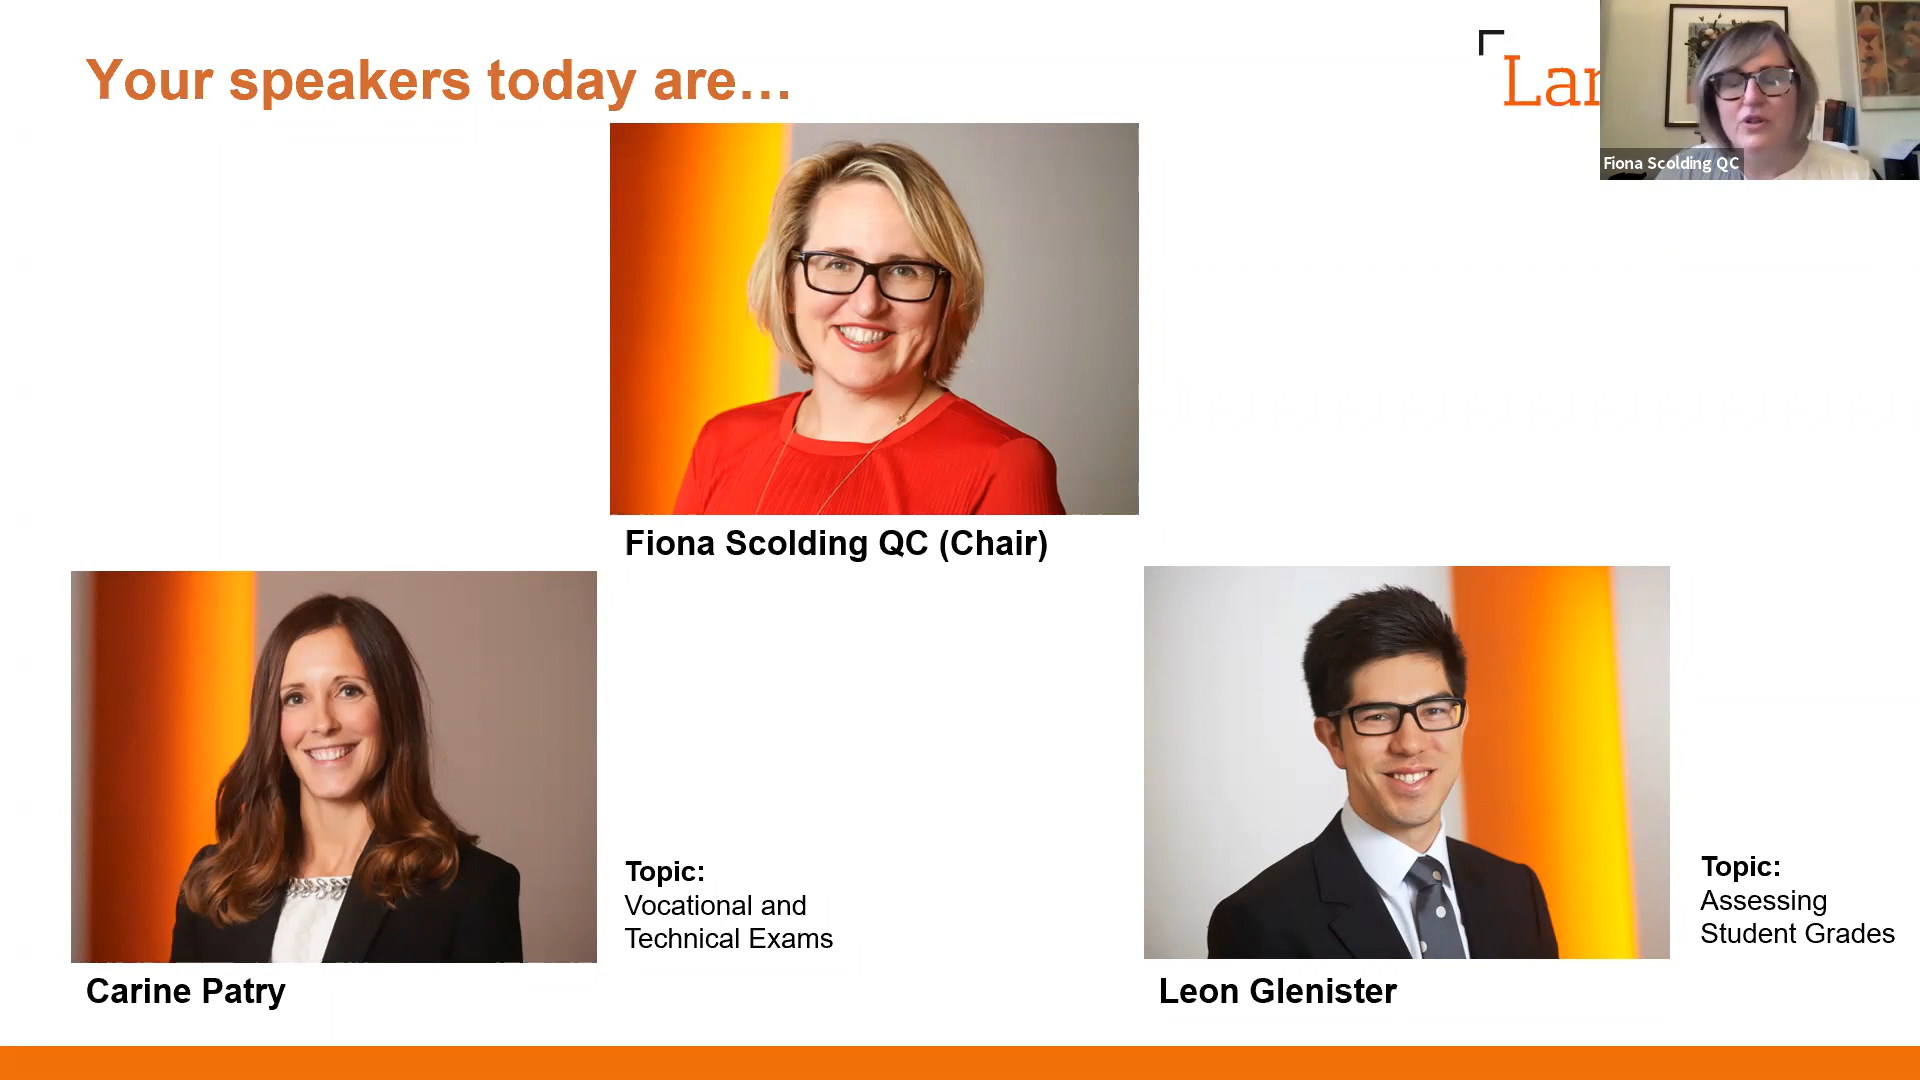 Your speakers today are…
Lan
Fiona Scolding QC
Fiona Scolding QC (Chair)
Topic:
Vocational and
Technical Exams
Carine Patry
Topic:
Assessing
Student Grades
Leon Glenister